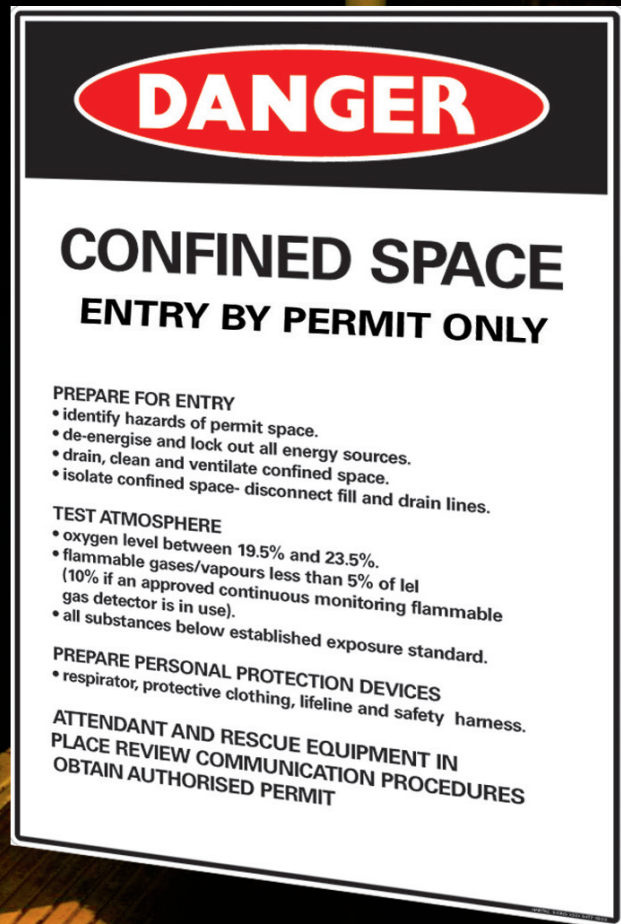 DANGER
CONFINED SPACE
ENTRY BY PERMIT ONLY
PREPARE FOR ENTRY
• identify hazards of permit space.
• de-energise and lock out all energy sources.
• drain, clean and ventilate confined space.
• isolate confined space- disconnect fill and drain lines.
TEST ATMOSPHERE
• oxygen level between 19.5% and 23.5%.
• flammable gases/vapours less than 5% of lel
(10% if an approved continuous monitoring flammable
gas detector is in use).
• all substances below established exposure standard.
PREPARE PERSONAL PROTECTION DEVICES
• respirator, protective clothing, lifeline and safety harness.
ATTENDANT AND RESCUE EQUIPMENT IN
PLACE REVIEW COMMUNICATION PROCEDURES
OBTAIN AUTHORISED PERMIT